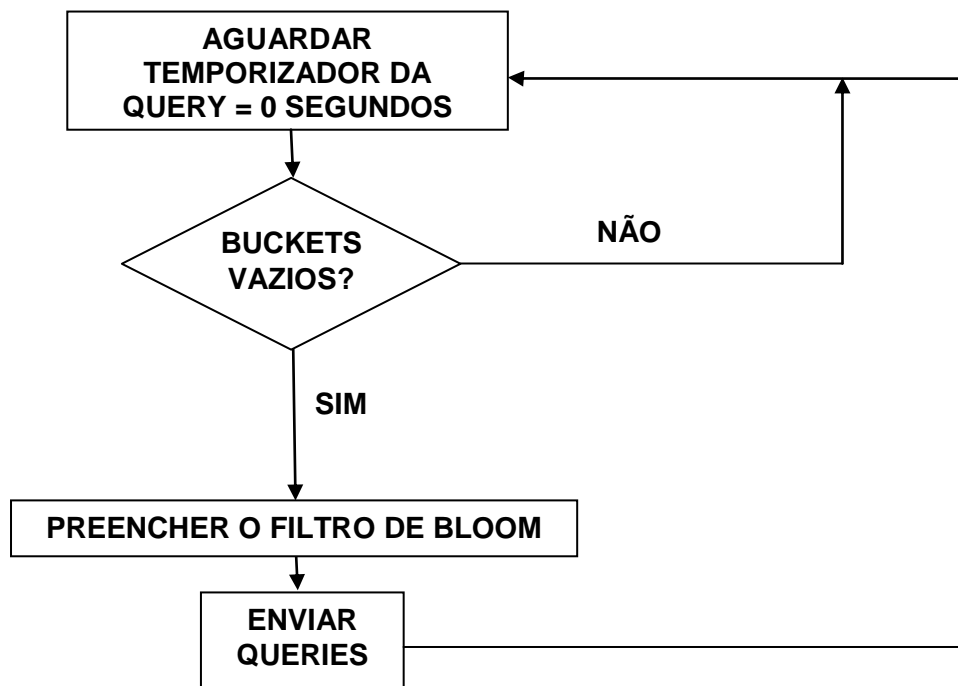 AGUARDAR
TEMPORIZADOR DA
QUERY = 0 SEGUNDOS
BUCKETS
VAZIOS?
NÃO
SIM
PREENCHER O FILTRO DE BLOOM
ENVIAR
QUERIES